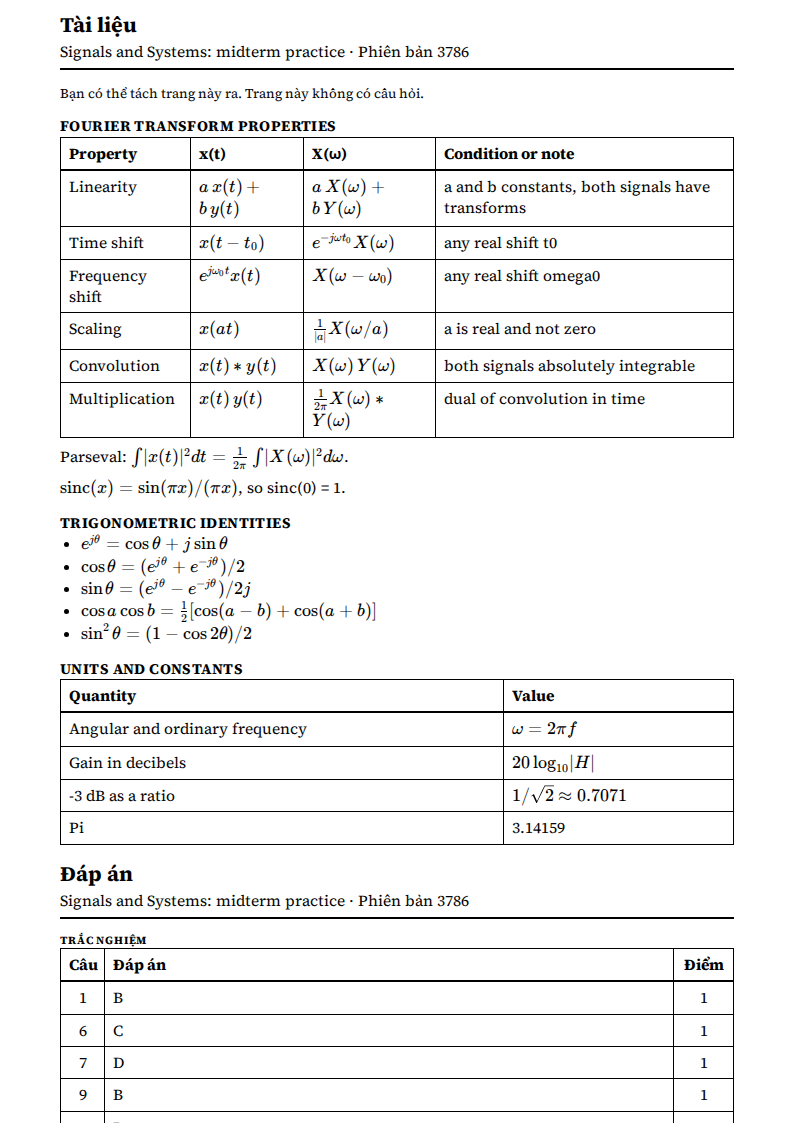 Tài liệu
Signals and Systems: midterm practice · Phiên bản 3786
Bạn có thể tách trang này ra. Trang này không có câu hỏi.
FOURIER TRANSFORM PROPERTIES
Property x(t) X(ω) Condition or note
Linearity a x(t) + b y(t) a X(ω) + b Y(ω) a and b constants, both signals have transforms
Time shift x(t − t₀) e^{−jωt₀} X(ω) any real shift t0
Frequency shift e^{jω₀t}x(t) X(ω − ω₀) any real shift omega0
Scaling x(at) 1/|a| X(ω/a) a is real and not zero
Convolution x(t) ∗ y(t) X(ω) Y(ω) both signals absolutely integrable
Multiplication x(t) y(t) 1/2π X(ω) ∗ Y(ω) dual of convolution in time
Parseval: ∫|x(t)|²dt = 1/2π ∫|X(ω)|²dω.
sinc(x) = sin(πx)/(πx), so sinc(0) = 1.
TRIGONOMETRIC IDENTITIES
• e^{jθ} = cos θ + j sin θ
• cos θ = (e^{jθ} + e^{−jθ})/2
• sin θ = (e^{jθ} − e^{−jθ})/2j
• cos a cos b = 1/2[cos(a − b) + cos(a + b)]
• sin² θ = (1 − cos 2θ)/2
UNITS AND CONSTANTS
Quantity Value
Angular and ordinary frequency ω = 2πf
Gain in decibels 20 log₁₀|H|
-3 dB as a ratio 1/√2 ≈ 0.7071
Pi 3.14159
Đáp án
Signals and Systems: midterm practice · Phiên bản 3786
TRẮC NGHIỆM
Câu Đáp án Điểm
1 B 1
6 C 1
7 D 1
9 B 1